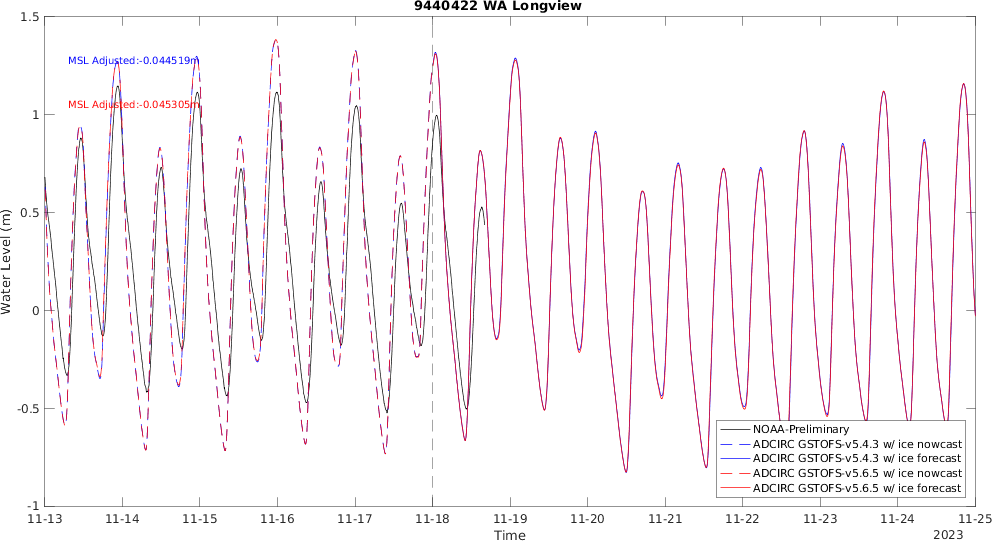 9440422 WA Longview
1.5
1
0.5
0
-0.5
-1
Water Level (m)
MSL Adjusted:-0.044519m
MSL Adjusted:-0.045305m
NOAA-Preliminary
ADCIRC GSTOFS-v5.4.3 w/ ice nowcast
ADCIRC GSTOFS-v5.4.3 w/ ice forecast
ADCIRC GSTOFS-v5.6.5 w/ ice nowcast
ADCIRC GSTOFS-v5.6.5 w/ ice forecast
11-13 11-14 11-15 11-16 11-17 11-18 11-19 11-20 11-21 11-22 11-23 11-24 11-25
Time
2023